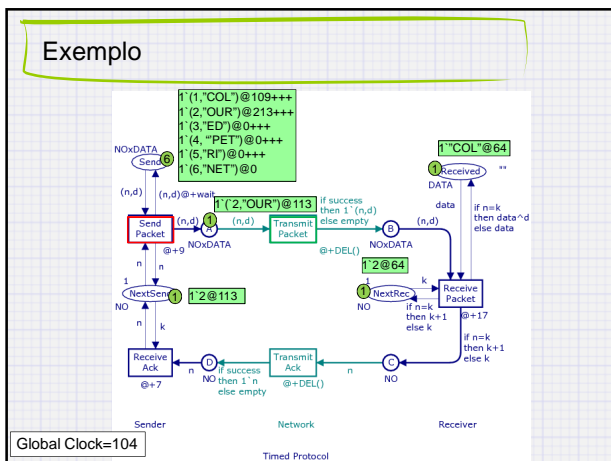 Exemplo
1`(1,"COL")@109+++
1`(2,"OUR")@213+++
1`(3,"ED")@0+++
1`(4, ""PET")@0+++
1`(5,"RI")@0+++
1`(6,"NET")@0
NOxDATA
Send
6
1`"COL"@64
1
Received
""
DATA
(n,d)
(n,d)@+wait
1`(`2,"OUR")@113
if success
then 1`(n,d)
else empty
data
if n=k
then data^d
else data
Send
Packet
(n,d)
1
A
NOxDATA
Transmit
Packet
B
NOxDATA
(n,d)
@+9
@+DEL()
n
n
1`2@64
1
NextSend
1
NO
1`2@113
1
1
NextRec
NO
k
if n=k
then k+1
else k
Receive
Packet
@+17
n
k
if n=k
then k+1
else k
Receive
Ack
@+7
n
D
NO
if success
then 1`n
else empty
Transmit
Ack
@+DEL()
n
C
NO
Sender
Network
Receiver
Global Clock=104
Timed Protocol